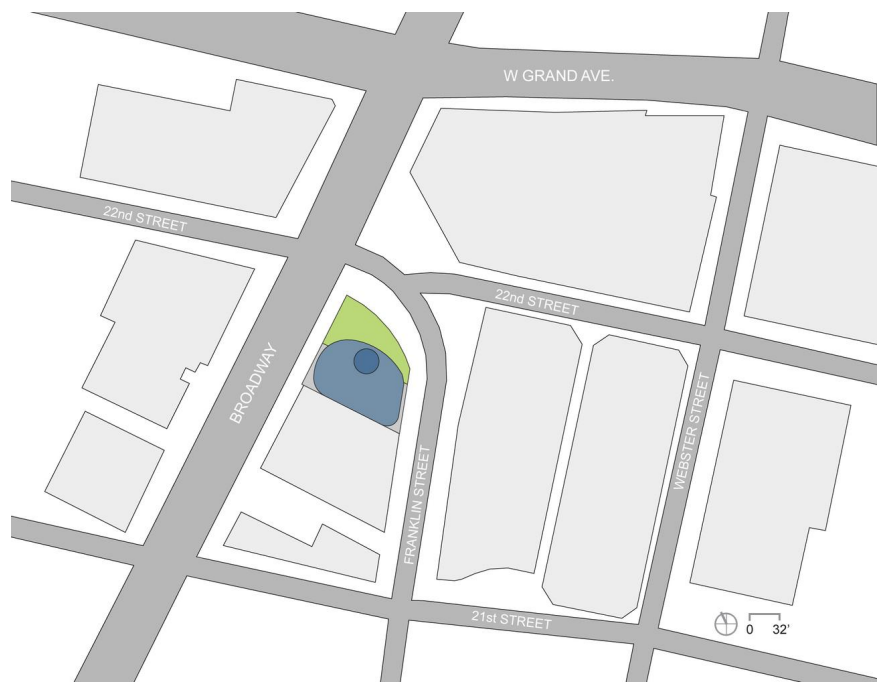 W GRAND AVE.
22nd STREET
22nd STREET
BROADWAY
WEBSTER STREET
FRANKLIN STREET
21st STREET
0 32'